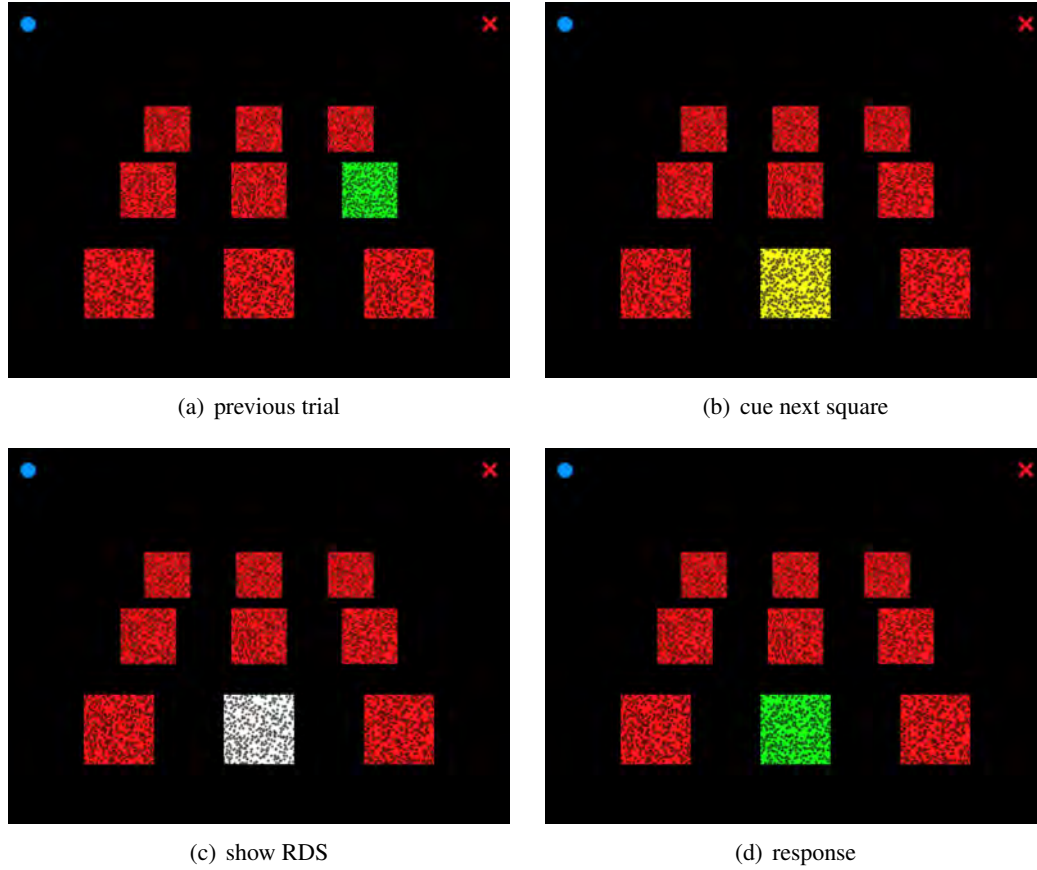 (a) previous trial
(b) cue next square
(c) show RDS
(d) response